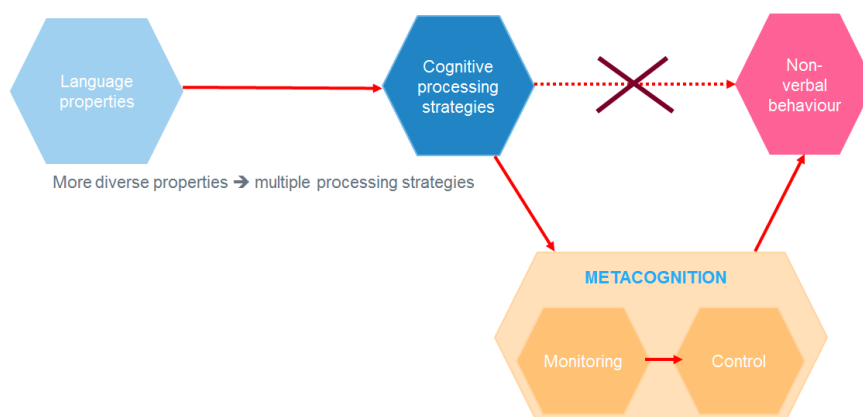 Language
properties
Cognitive
processing
strategies
Non-
verbal
behaviour
More diverse properties ➔ multiple processing strategies
METACOGNITION
Monitoring
Control